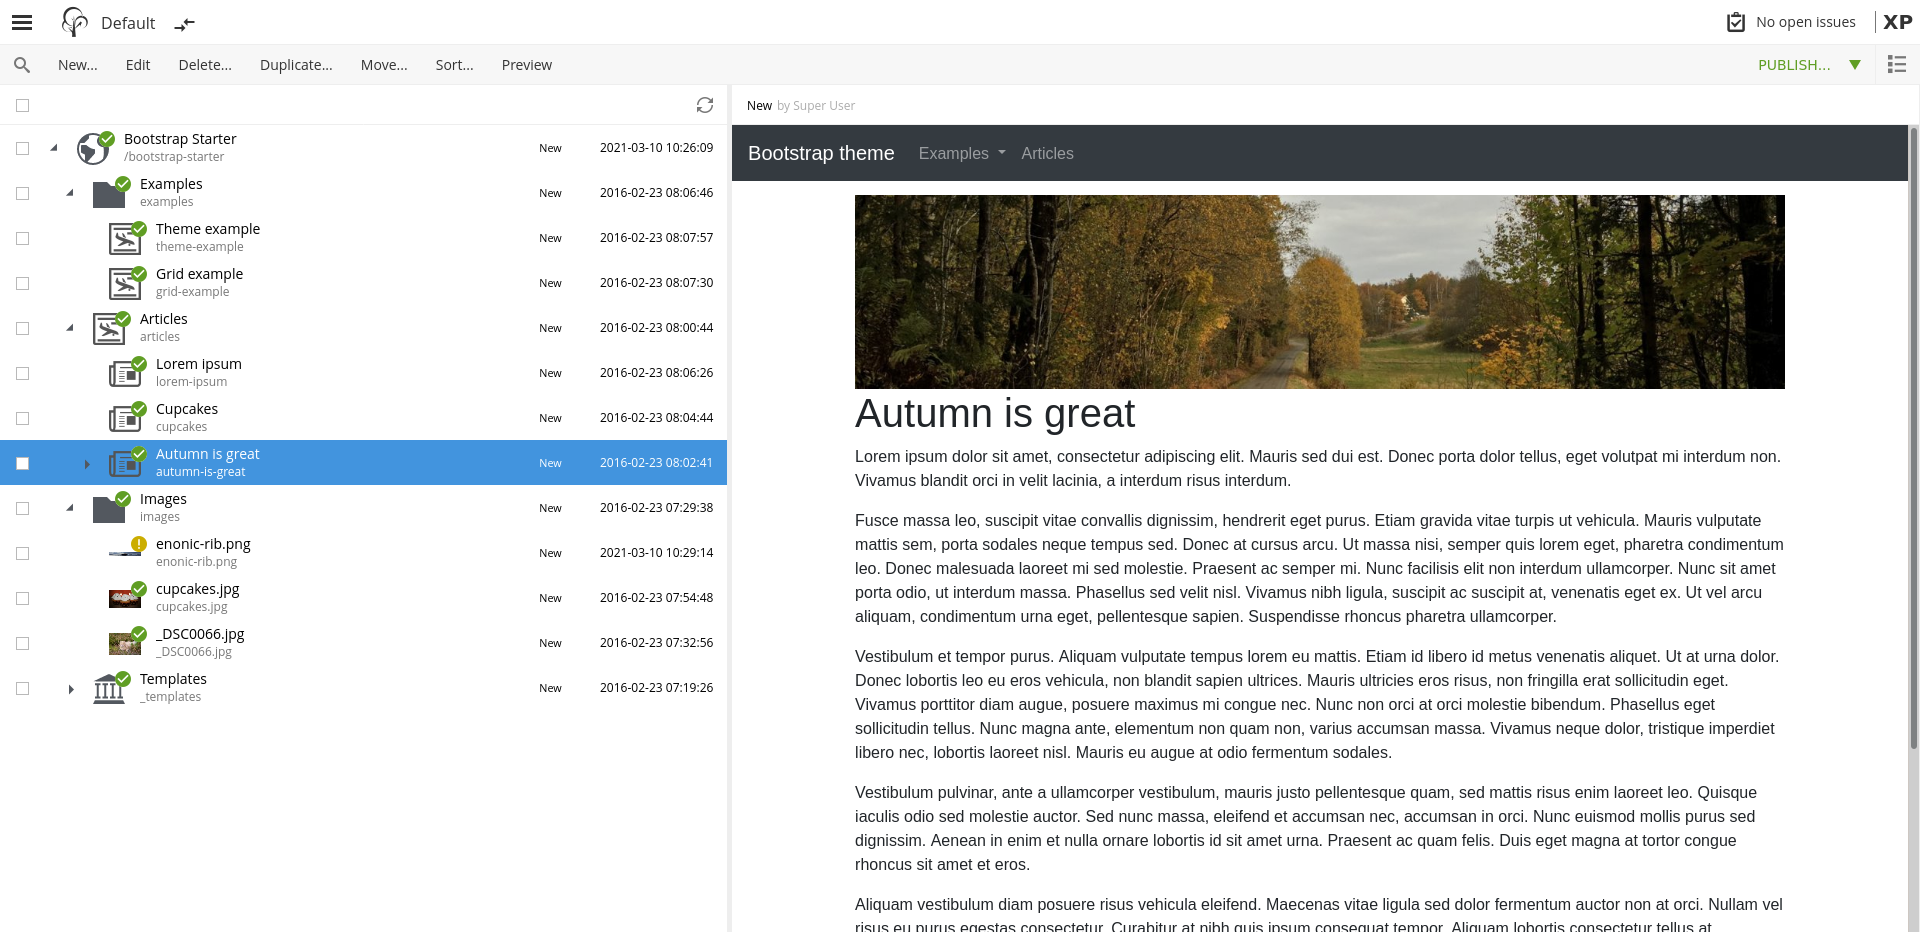 Default
No open issues
XP
New...
Edit
Delete...
Duplicate...
Move...
Sort...
Preview
PUBLISH...
Bootstrap Starter
/bootstrap-starter
New
2021-03-10 10:26:09
Examples
examples
New
2016-02-23 08:06:46
Theme example
theme-example
New
2016-02-23 08:07:57
Grid example
grid-example
New
2016-02-23 08:07:30
Articles
articles
New
2016-02-23 08:00:44
Lorem ipsum
lorem-ipsum
New
2016-02-23 08:06:26
Cupcakes
cupcakes
New
2016-02-23 08:04:44
Autumn is great
autumn-is-great
New
2016-02-23 08:02:41
Images
images
New
2016-02-23 07:29:38
enonic-rib.png
enonic-rib.png
New
2021-03-10 10:29:14
cupcakes.jpg
cupcakes.jpg
New
2016-02-23 07:54:48
_DSC0066.jpg
_DSC0066.jpg
New
2016-02-23 07:32:56
Templates
_templates
New
2016-02-23 07:19:26
New by Super User
Bootstrap theme
Examples
Articles
Autumn is great
Lorem ipsum dolor sit amet, consectetur adipiscing elit. Mauris sed dui est. Donec porta dolor tellus, eget volutpat mi interdum non.
Vivamus blandit orci in velit lacinia, a interdum risus interdum.
Fusce massa leo, suscipit vitae convallis dignissim, hendrerit eget purus. Etiam gravida vitae turpis ut vehicula. Mauris vulputate
mattis sem, porta sodales neque tempus sed. Donec at cursus arcu. Ut massa nisi, semper quis lorem eget, pharetra condimentum
leo. Donec malesuada laoreet mi sed molestie. Praesent ac semper mi. Nunc facilisis elit non interdum ullamcorper. Nunc sit amet
porta odio, ut interdum massa. Phasellus sed velit nisl. Vivamus nibh ligula, suscipit ac suscipit at, venenatis eget ex. Ut vel arcu
aliquam, condimentum urna eget, pellentesque sapien. Suspendisse rhoncus pharetra ullamcorper.
Vestibulum et tempor purus. Aliquam vulputate tempus lorem eu mattis. Etiam id libero id metus venenatis aliquet. Ut at urna dolor.
Donec lobortis leo eu eros vehicula, non blandit sapien ultrices. Mauris ultricies eros risus, non fringilla erat sollicitudin eget.
Vivamus porttitor diam augue, posuere maximus mi congue nec. Nunc non orci at orci molestie bibendum. Phasellus eget
sollicitudin tellus. Nunc magna ante, elementum non quam non, varius accumsan massa. Vivamus neque dolor, tristique imperdiet
libero nec, lobortis laoreet nisl. Mauris eu augue at odio fermentum sodales.
Vestibulum pulvinar, ante a ullamcorper vestibulum, mauris justo pellentesque quam, sed mattis risus enim laoreet leo. Quisque
iaculis odio sed molestie auctor. Sed nunc massa, eleifend et accumsan nec, accumsan in orci. Nunc euismod mollis purus sed
dignissim. Aenean in enim et nulla ornare lobortis id sit amet urna. Praesent ac quam felis. Duis eget magna at tortor congue
rhoncus sit amet et eros.
Aliquam vestibulum diam posuere risus vehicula eleifend. Maecenas vitae ligula sed dolor fermentum auctor non at orci. Nullam vel
risus eu purus egestas consectetur. Curabitur at nibh quis ipsum consequat tempor. Aliquam lobortis consectetur tellus at